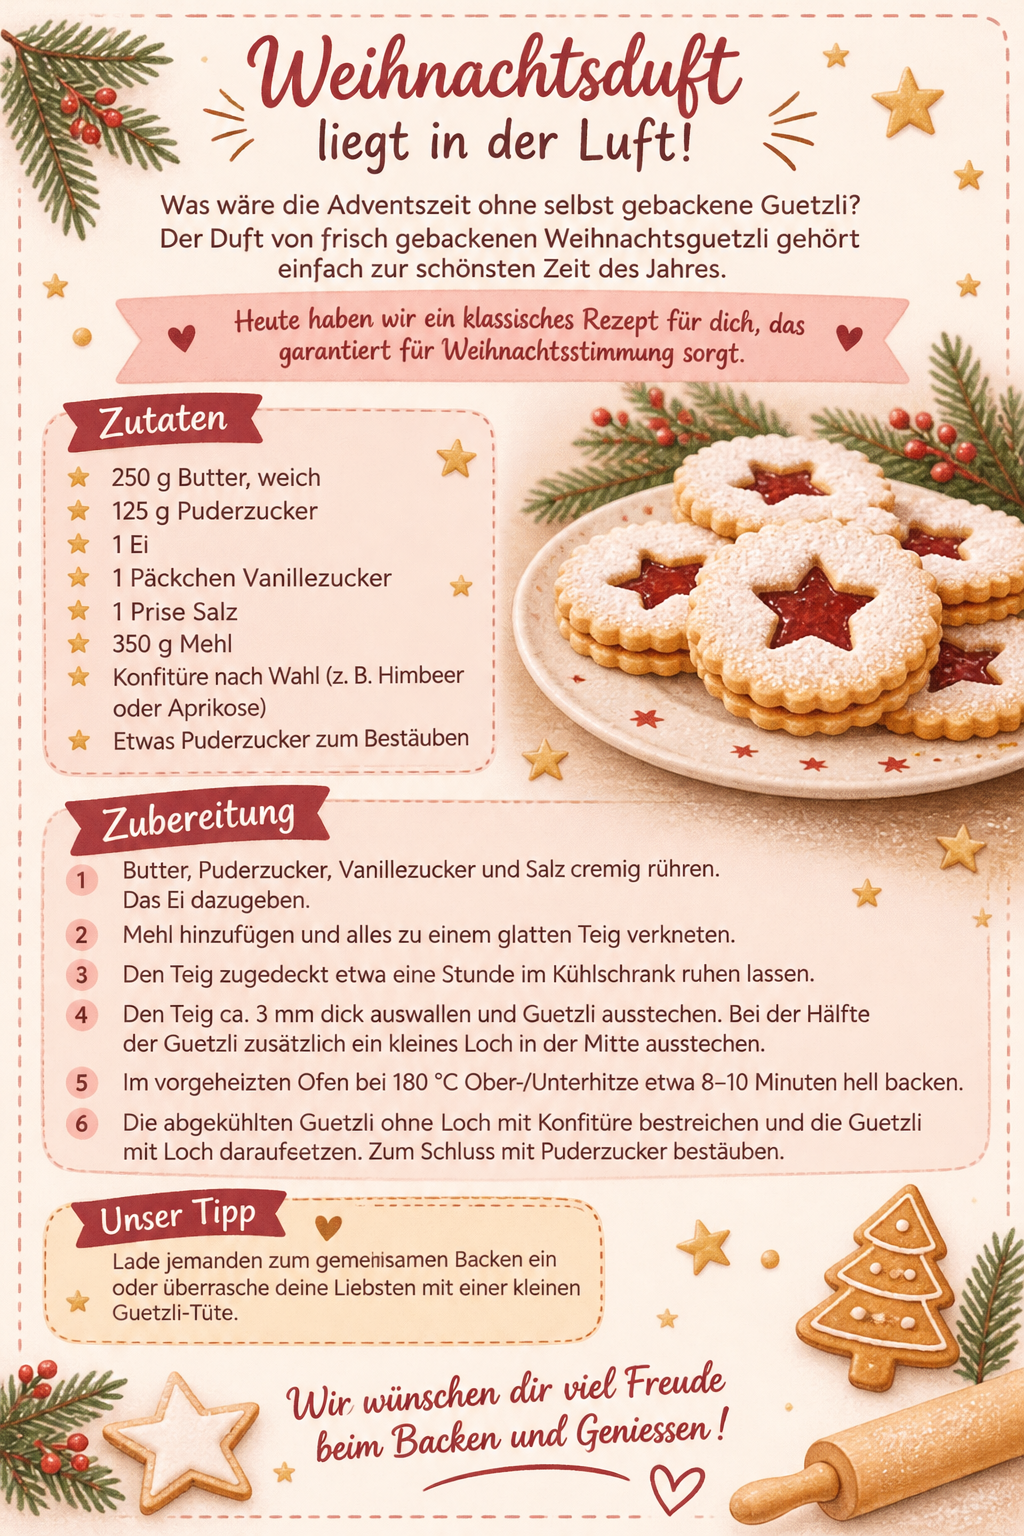 Weihnachtsduft
liegt in der Luft!
Was wäre die Adventszeit ohne selbst gebackene Guetzli?
Der Duft von frisch gebackenen Weihnachtsguetzli gehört
einfach zur schönsten Zeit des Jahres.
Heute haben wir ein klassisches Rezept für dich, das
garantiert für Weihnachtsstimmung sorgt.
Zutaten
250 g Butter, weich
125 g Puderzucker
1 Ei
1 Päckchen Vanillezucker
1 Prise Salz
350 g Mehl
Konfitüre nach Wahl (z. B. Himbeer
oder Aprikose)
Etwas Puderzucker zum Bestäuben
Zubereitung
1 Butter, Puderzucker, Vanillezucker und Salz cremig rühren.
Das Ei dazugeben.
2 Mehl hinzufügen und alles zu einem glatten Teig verkneten.
3 Den Teig zugedeckt etwa eine Stunde im Kühlschrank ruhen lassen.
4 Den Teig ca. 3 mm dick auswallen und Guetzli ausstechen. Bei der Hälfte
der Guetzli zusätzlich ein kleines Loch in der Mitte ausstechen.
5 Im vorgeheizten Ofen bei 180 °C Ober-/Unterhitze etwa 8–10 Minuten hell backen.
6 Die abgekühlten Guetzli ohne Loch mit Konfitüre bestreichen und die Guetzli
mit Loch daraufsetzen. Zum Schluss mit Puderzucker bestäuben.
Unser Tipp
Lade jemanden zum gemeinsamen Backen ein
oder überrasche deine Liebsten mit einer kleinen
Guetzli-Tüte.
Wir wünschen dir viel Freude
beim Backen und Geniessen!